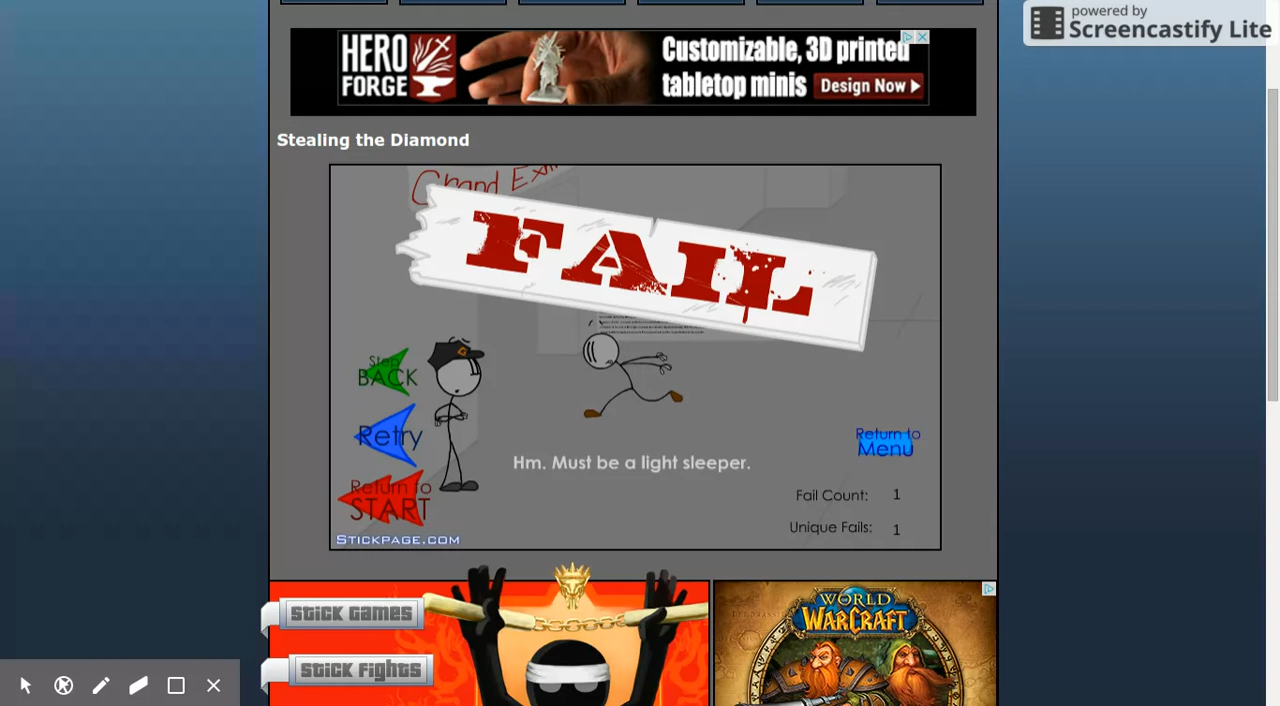 powered by
Screencastify Lite
HERO
FORGE
Customizable, 3D printed
tabletop minis
Design Now
Stealing the Diamond
Grand
FAIL
Step
BACK
Retry
Return to
START
Hm. Must be a light sleeper.
Return to
Menu
Fail Count: 1
Unique Fails: 1
STICKPAGE.COM
STICK GAMES
STICK FIGHTS
WORLD
WARCRAFT